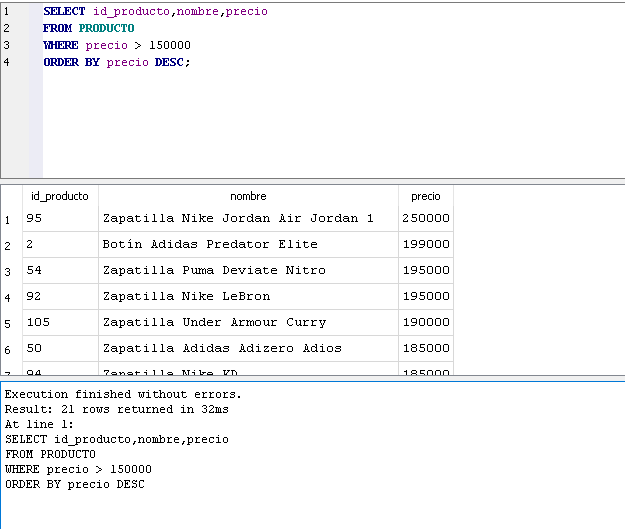 1 SELECT id_producto,nombre,precio
2 FROM PRODUCTO
3 WHERE precio > 150000
4 ORDER BY precio DESC;
id_producto nombre precio
1 95 Zapatilla Nike Jordan Air Jordan 1 250000
2 2 Botín Adidas Predator Elite 199000
3 54 Zapatilla Puma Deviate Nitro 195000
4 92 Zapatilla Nike LeBron 195000
5 105 Zapatilla Under Armour Curry 190000
6 50 Zapatilla Adidas Adizero Adios 185000
7 94 Zapatilla Nike KD 185000
Execution finished without errors.
Result: 21 rows returned in 32ms
At line 1:
SELECT id_producto,nombre,precio
FROM PRODUCTO
WHERE precio > 150000
ORDER BY precio DESC